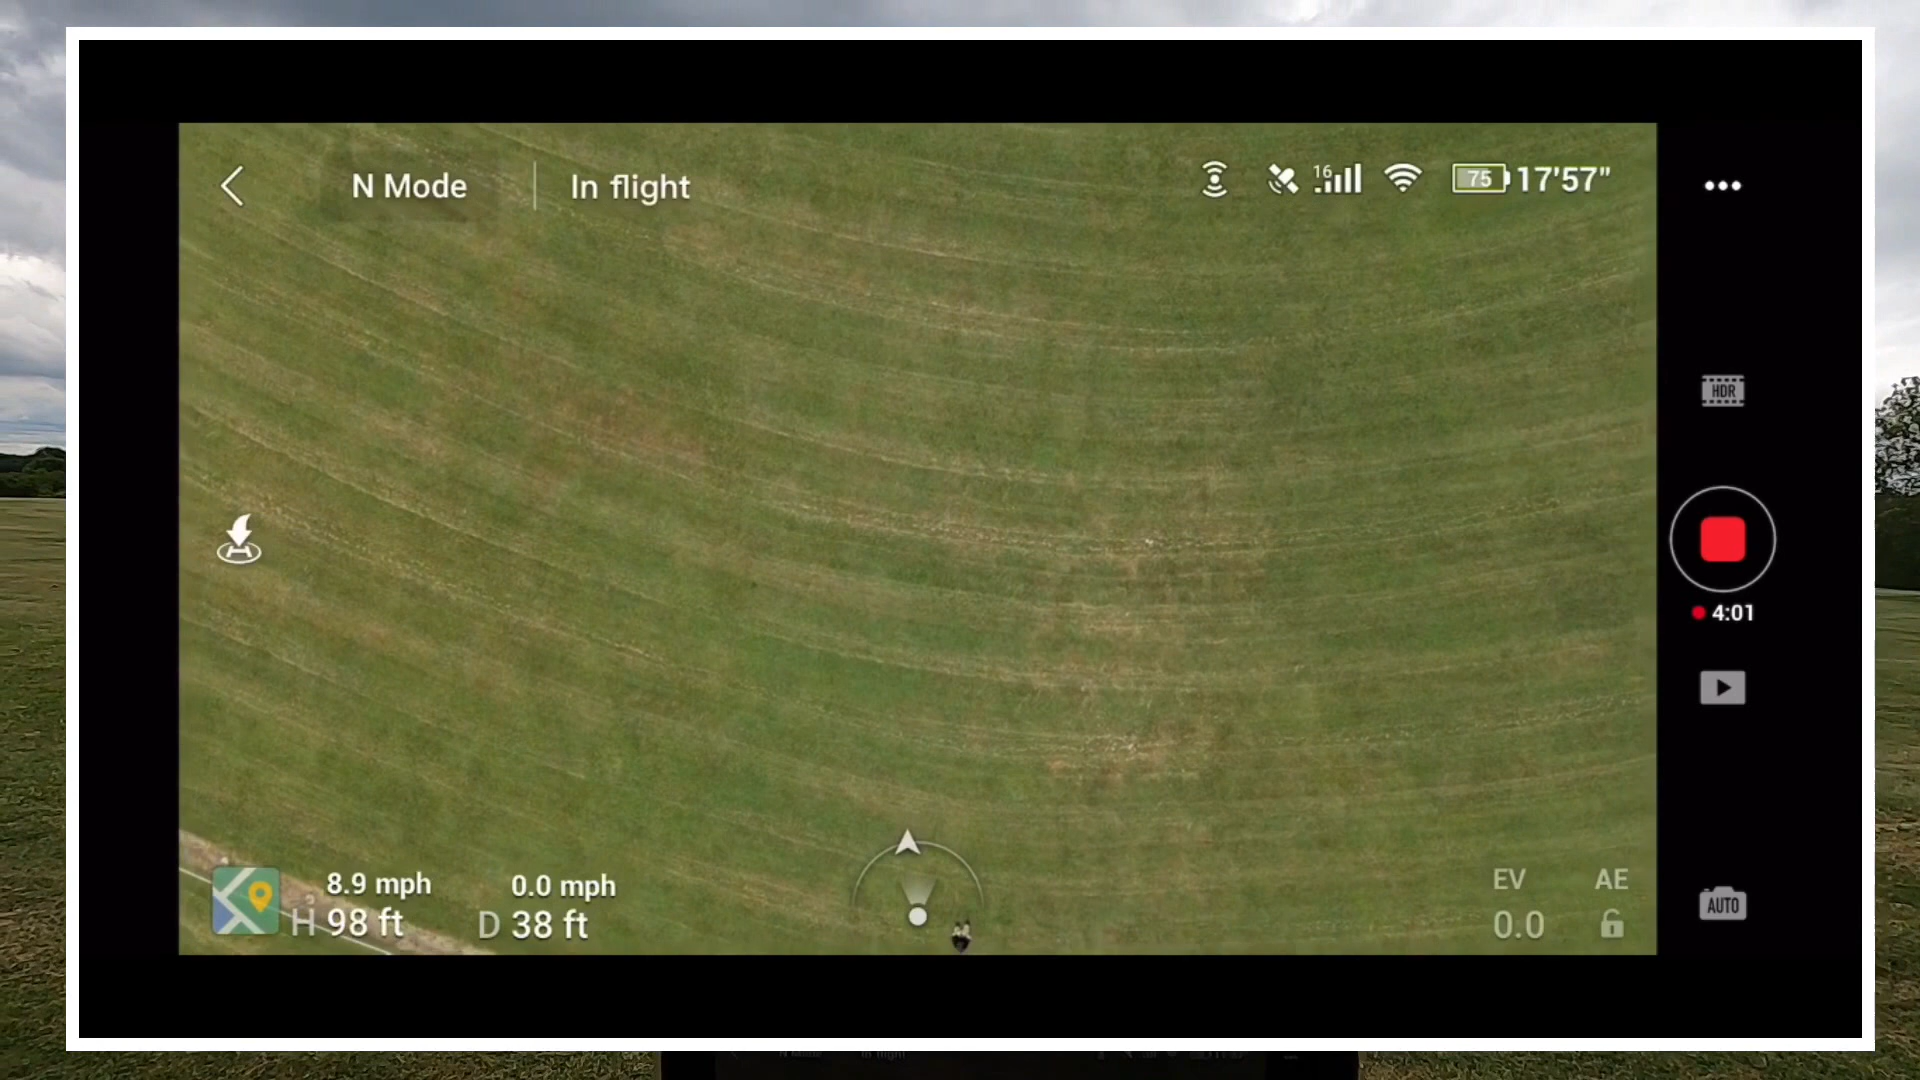 N Mode In flight 16 75 17'57"
HDR
4:01
8.9 mph 0.0 mph EV AE
H 98 ft D 38 ft 0.0 AUTO